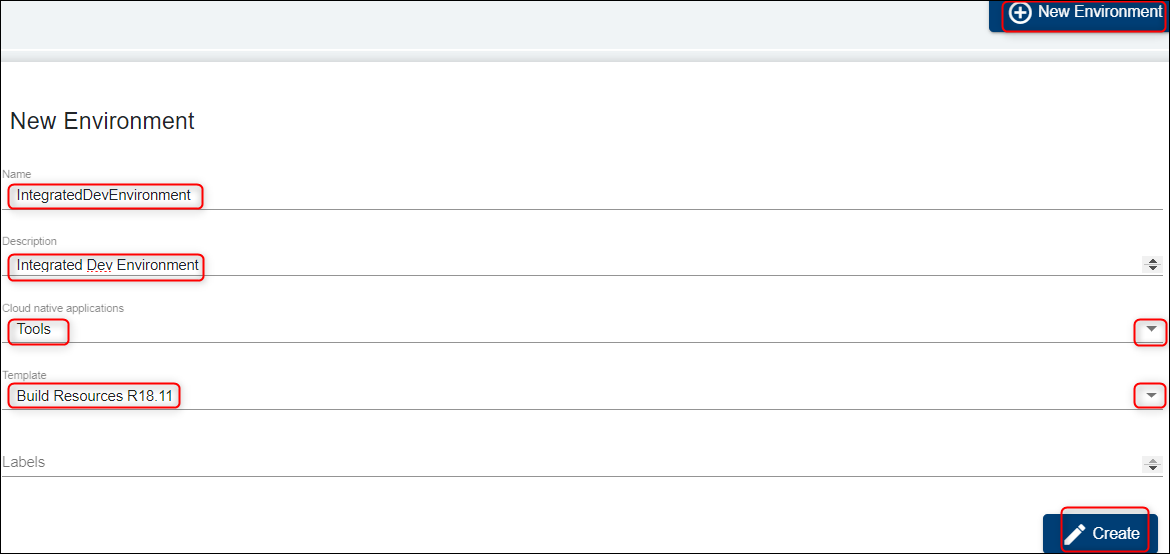 New Environment
New Environment
Name
IntegratedDevEnvironment
Description
Integrated Dev Environment
Cloud native applications
Tools
Template
Build Resources R18.11
Labels
Create